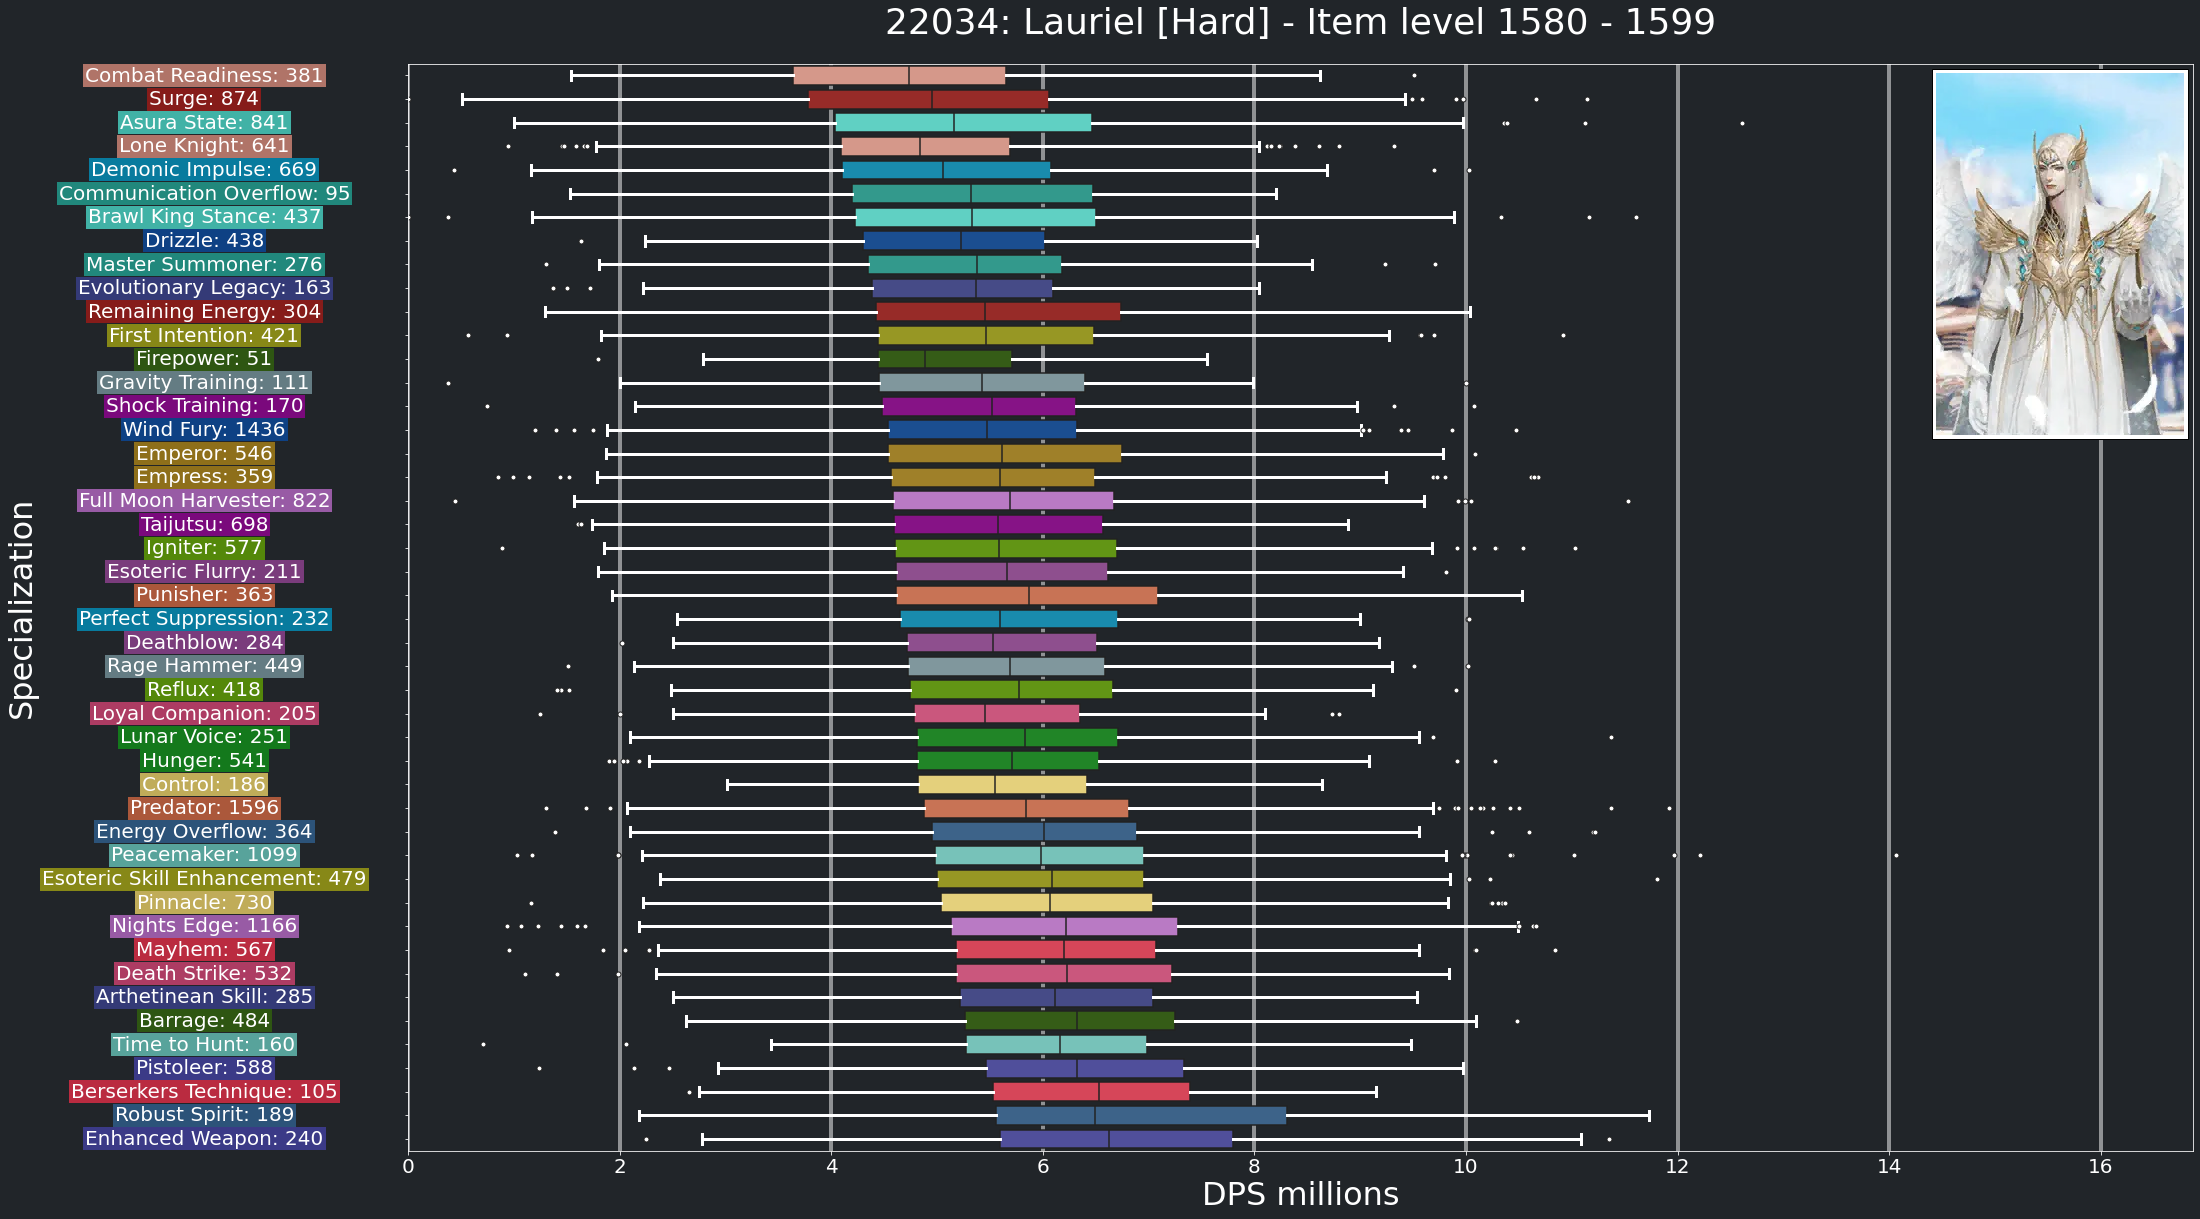 22034: Lauriel [Hard] - Item level 1580 - 1599
Specialization
Combat Readiness: 381
Surge: 874
Asura State: 841
Lone Knight: 641
Demonic Impulse: 669
Communication Overflow: 95
Brawl King Stance: 437
Drizzle: 438
Master Summoner: 276
Evolutionary Legacy: 163
Remaining Energy: 304
First Intention: 421
Firepower: 51
Gravity Training: 111
Shock Training: 170
Wind Fury: 1436
Emperor: 546
Empress: 359
Full Moon Harvester: 822
Taijutsu: 698
Igniter: 577
Esoteric Flurry: 211
Punisher: 363
Perfect Suppression: 232
Deathblow: 284
Rage Hammer: 449
Reflux: 418
Loyal Companion: 205
Lunar Voice: 251
Hunger: 541
Control: 186
Predator: 1596
Energy Overflow: 364
Peacemaker: 1099
Esoteric Skill Enhancement: 479
Pinnacle: 730
Nights Edge: 1166
Mayhem: 567
Death Strike: 532
Arthetinean Skill: 285
Barrage: 484
Time to Hunt: 160
Pistoleer: 588
Berserkers Technique: 105
Robust Spirit: 189
Enhanced Weapon: 240
0 2 4 6 8 10 12 14 16
DPS millions